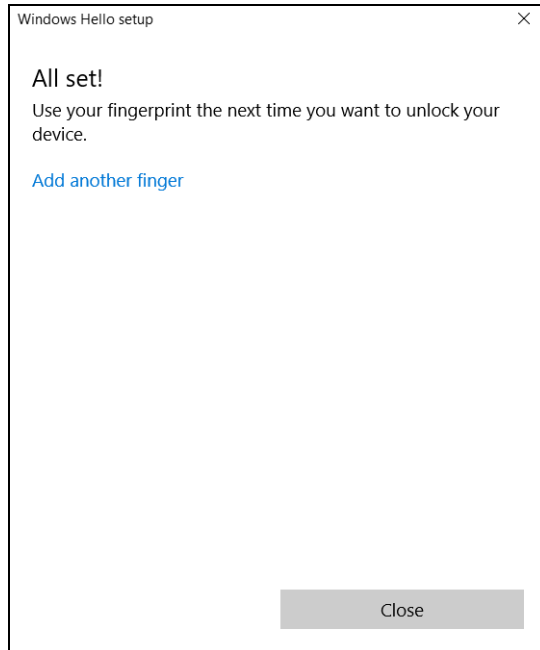 Windows Hello setup
All set!
Use your fingerprint the next time you want to unlock your
device.
Add another finger
Close